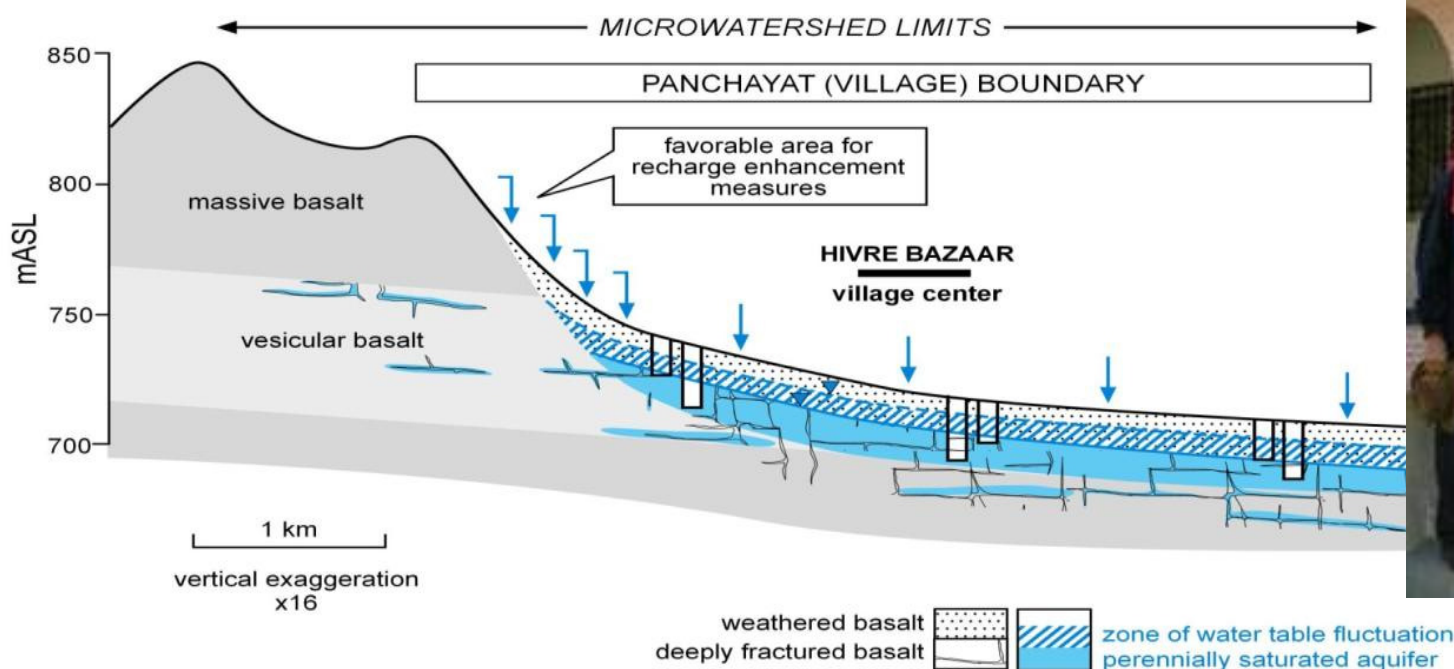 MICROWATERSHED LIMITS
PANCHAYAT (VILLAGE) BOUNDARY
850
800
750
700
mASL
favorable area for
recharge enhancement
measures
massive basalt
HIVRE BAZAAR
village center
vesicular basalt
1 km
vertical exaggeration
x16
weathered basalt
deeply fractured basalt
zone of water table fluctuation
perennially saturated aquifer